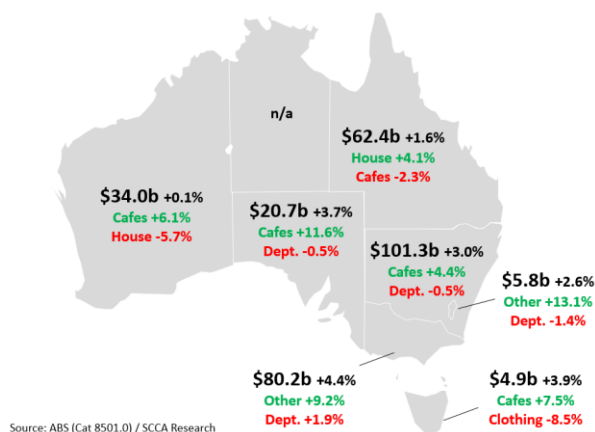 n/a
$62.4b +1.6%
House +4.1%
Cafes -2.3%
$34.0b +0.1%
Cafes +6.1%
House -5.7%
$20.7b +3.7%
Cafes +11.6%
Dept. -0.5%
$101.3b +3.0%
Cafes +4.4%
Dept. -0.5%
$5.8b +2.6%
Other +13.1%
Dept. -1.4%
$80.2b +4.4%
Other +9.2%
Dept. +1.9%
$4.9b +3.9%
Cafes +7.5%
Clothing -8.5%
Source: ABS (Cat 8501.0) / SCCA Research